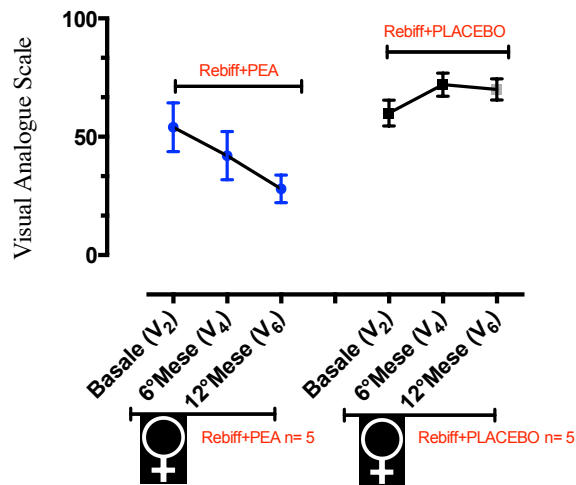 100
Rebiff+PLACEBO
Rebiff+PEA
Visual Analogue Scale
50
0
Basale (V₂)
6°Mese (V₄)
12°Mese (V₆)
Basale (V₂)
6°Mese (V₄)
12°Mese (V₆)
Rebiff+PEA n= 5
Rebiff+PLACEBO n= 5